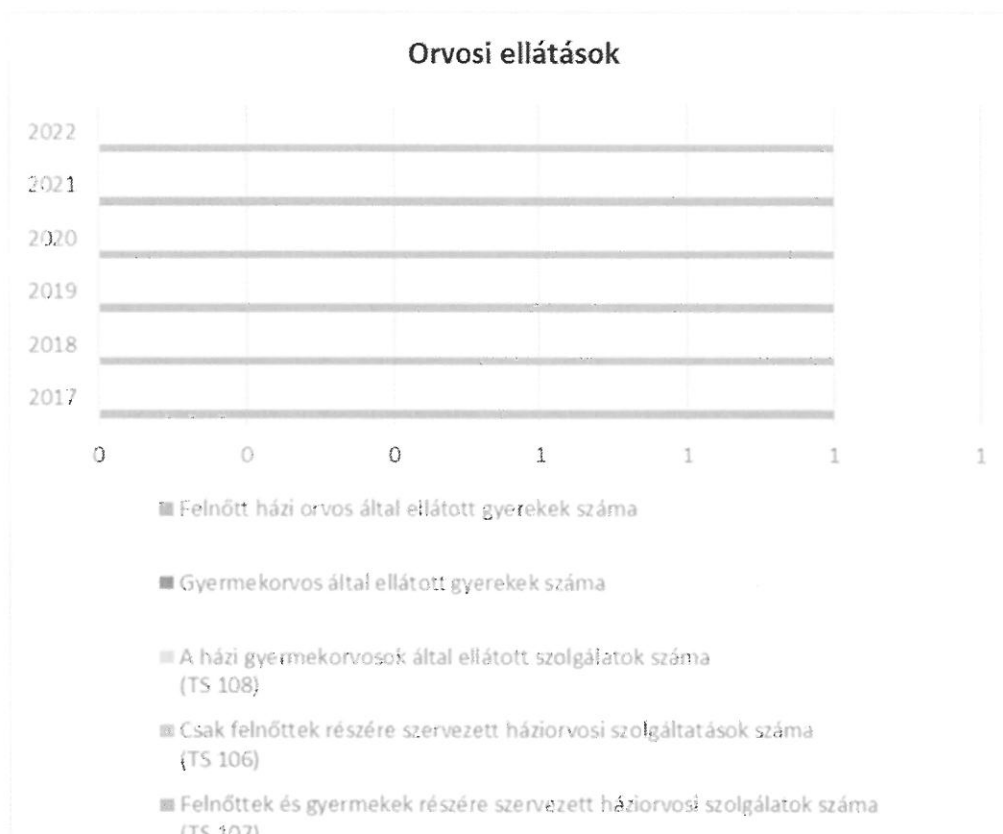 Orvosi ellátások
2022
2021
2020
2019
2018
2017
0 0 0 1 1 1 1
Felnőtt házi orvos által ellátott gyerekek száma
Gyermekorvos által ellátott gyerekek száma
A házi gyermekorvosok által ellátott szolgálatok száma
(TS 108)
Csak felnőttek részére szervezett háziorvosi szolgáltatások száma
(TS 106)
Felnőttek és gyermekek részére szervezett háziorvosi szolgálatok száma
(TS 107)